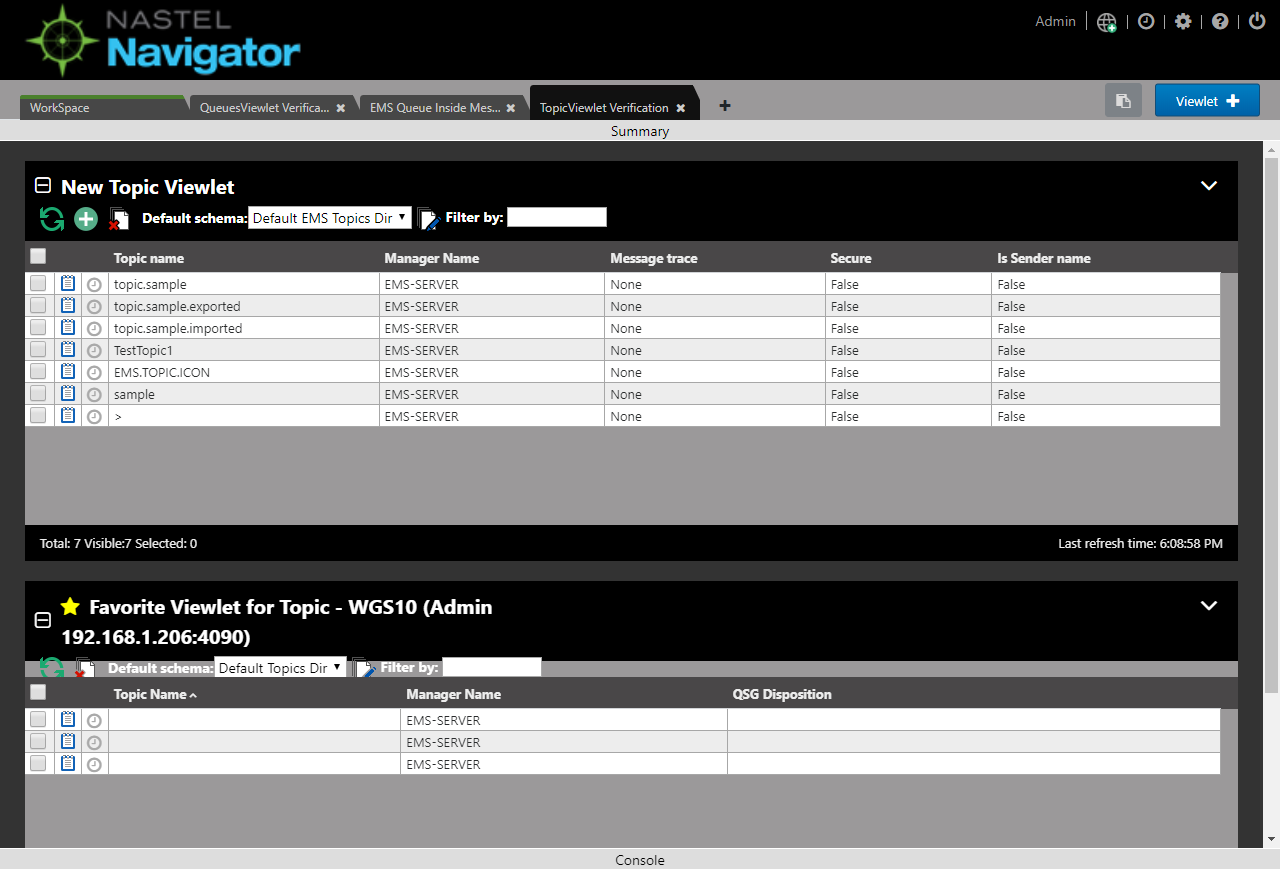 NASTEL
Navigator
Admin
WorkSpace QueuesViewlet Verifica... EMS Queue Inside Mes... TopicViewlet Verification Viewlet
Summary
New Topic Viewlet
Default schema: Default EMS Topics Dir Filter by:
Topic name Manager Name Message trace Secure Is Sender name
topic.sample EMS-SERVER None False False
topic.sample.exported EMS-SERVER None False False
topic.sample.imported EMS-SERVER None False False
TestTopic1 EMS-SERVER None False False
EMS.TOPIC.ICON EMS-SERVER None False False
sample EMS-SERVER None False False
> EMS-SERVER None False False
Total: 7 Visible:7 Selected: 0 Last refresh time: 6:08:58 PM
Favorite Viewlet for Topic - WGS10 (Admin
192.168.1.206:4090)
Default schema: Default Topics Dir Filter by:
Topic Name Manager Name QSG Disposition
EMS-SERVER
EMS-SERVER
EMS-SERVER
Console